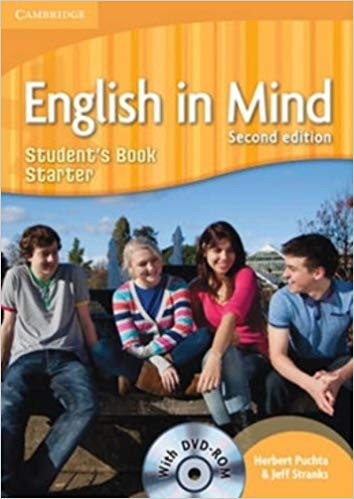 CAMBRIDGE
English in Mind
Second edition
Student's Book
Starter
With DVD-ROM
Herbert Puchta
& Jeff Stranks